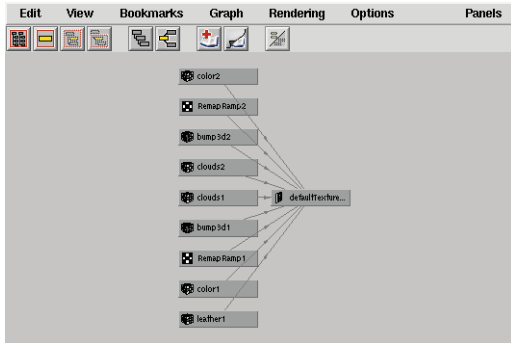 Edit View Bookmarks Graph Rendering Options Panels
color2
RemapRamp2
bump3d2
clouds2
clouds1 defaultTexture...
bump3d1
RemapRamp1
color1
leather1